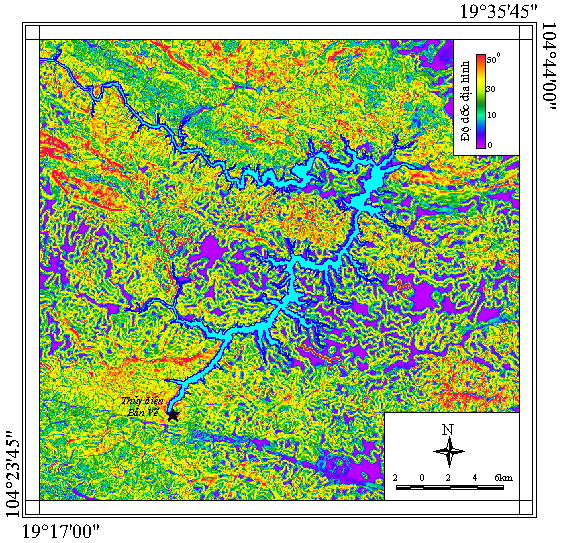 19°35'45"
104°44'00"
Độ dốc địa hình
50°
30
10
0
Thủy điện
Bản Vẽ
N
2 0 2 4 6km
104°23'45"
19°17'00"